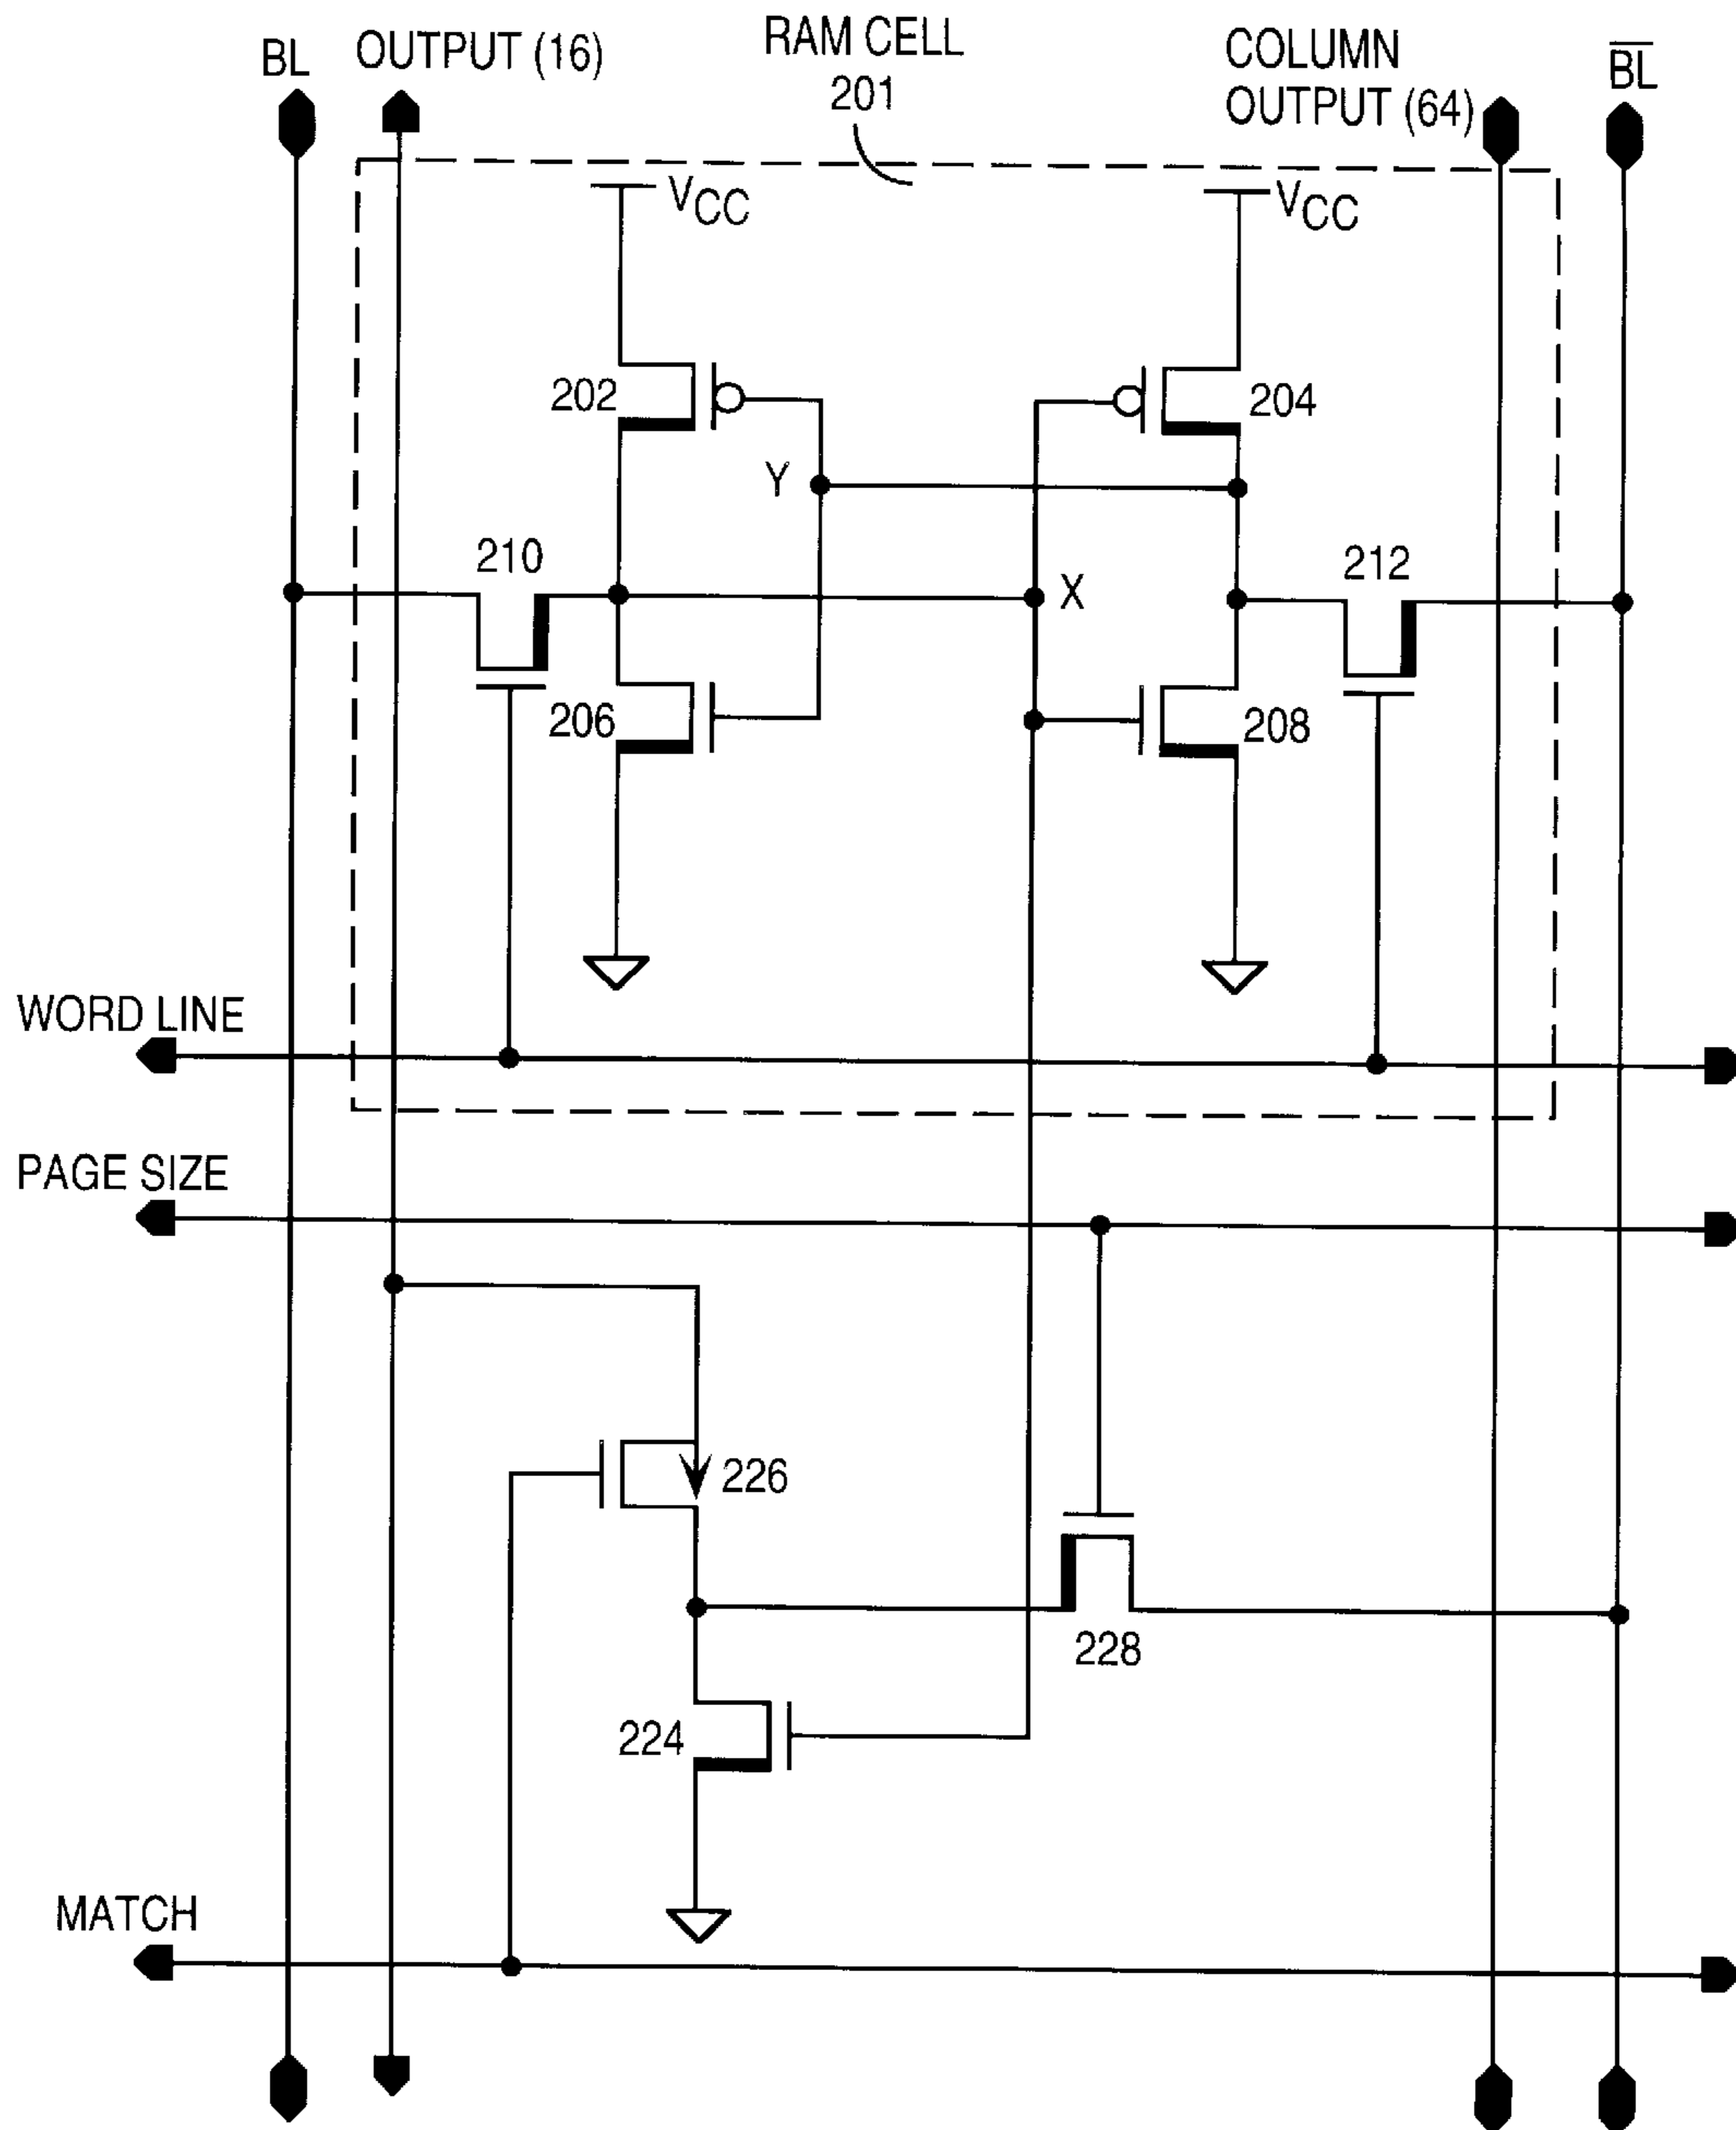 BL
OUTPUT (16)
RAM CELL
201
COLUMN
OUTPUT (64)
B̅L̅
VCC
VCC
202
204
Y
210
212
X
206
208
WORD LINE
PAGE SIZE
226
228
224
MATCH